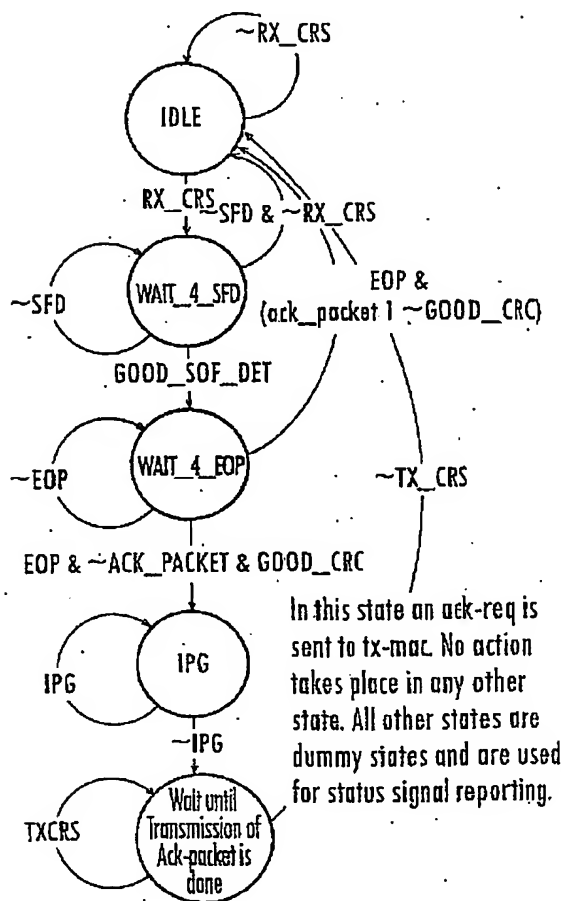 ~RX_CRS
IDLE
RX_CRS
~SFD & ~RX_CRS
~SFD
WAIT_4_SFD
EOP &
(ack_packet 1 ~GOOD_CRC)
GOOD_SOF_DET
~EOP
WAIT_4_EOP
~TX_CRS
EOP & ~ACK_PACKET & GOOD_CRC
In this state an ack-req is
sent to tx-mac. No action
takes place in any other
state. All other states are
dummy states and are used
for status signal reporting.
IPG
IPG
~IPG
TXCRS
Wait until
Transmission of
Ack-packet is
done